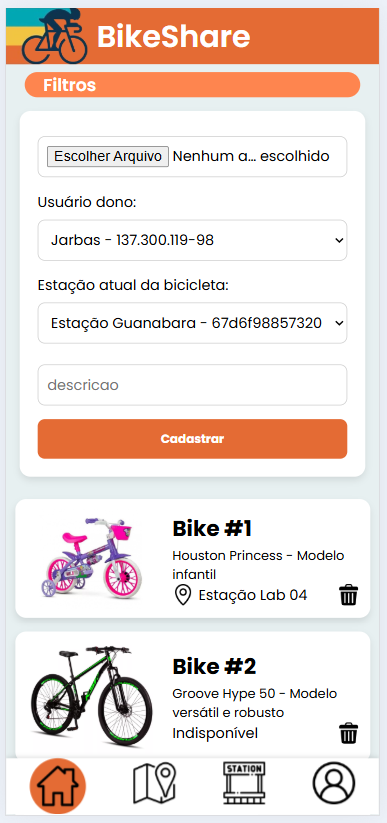 BikeShare
Filtros
Escolher Arquivo Nenhum a... escolhido
Usuário dono:
Jarbas - 137.300.119-98
Estação atual da bicicleta:
Estação Guanabara - 67d6f98857320
descricao
Cadastrar
Bike #1
Houston Princess - Modelo
infantil
Estação Lab 04
Bike #2
Groove Hype 50 - Modelo
versátil e robusto
Indisponível
STATION